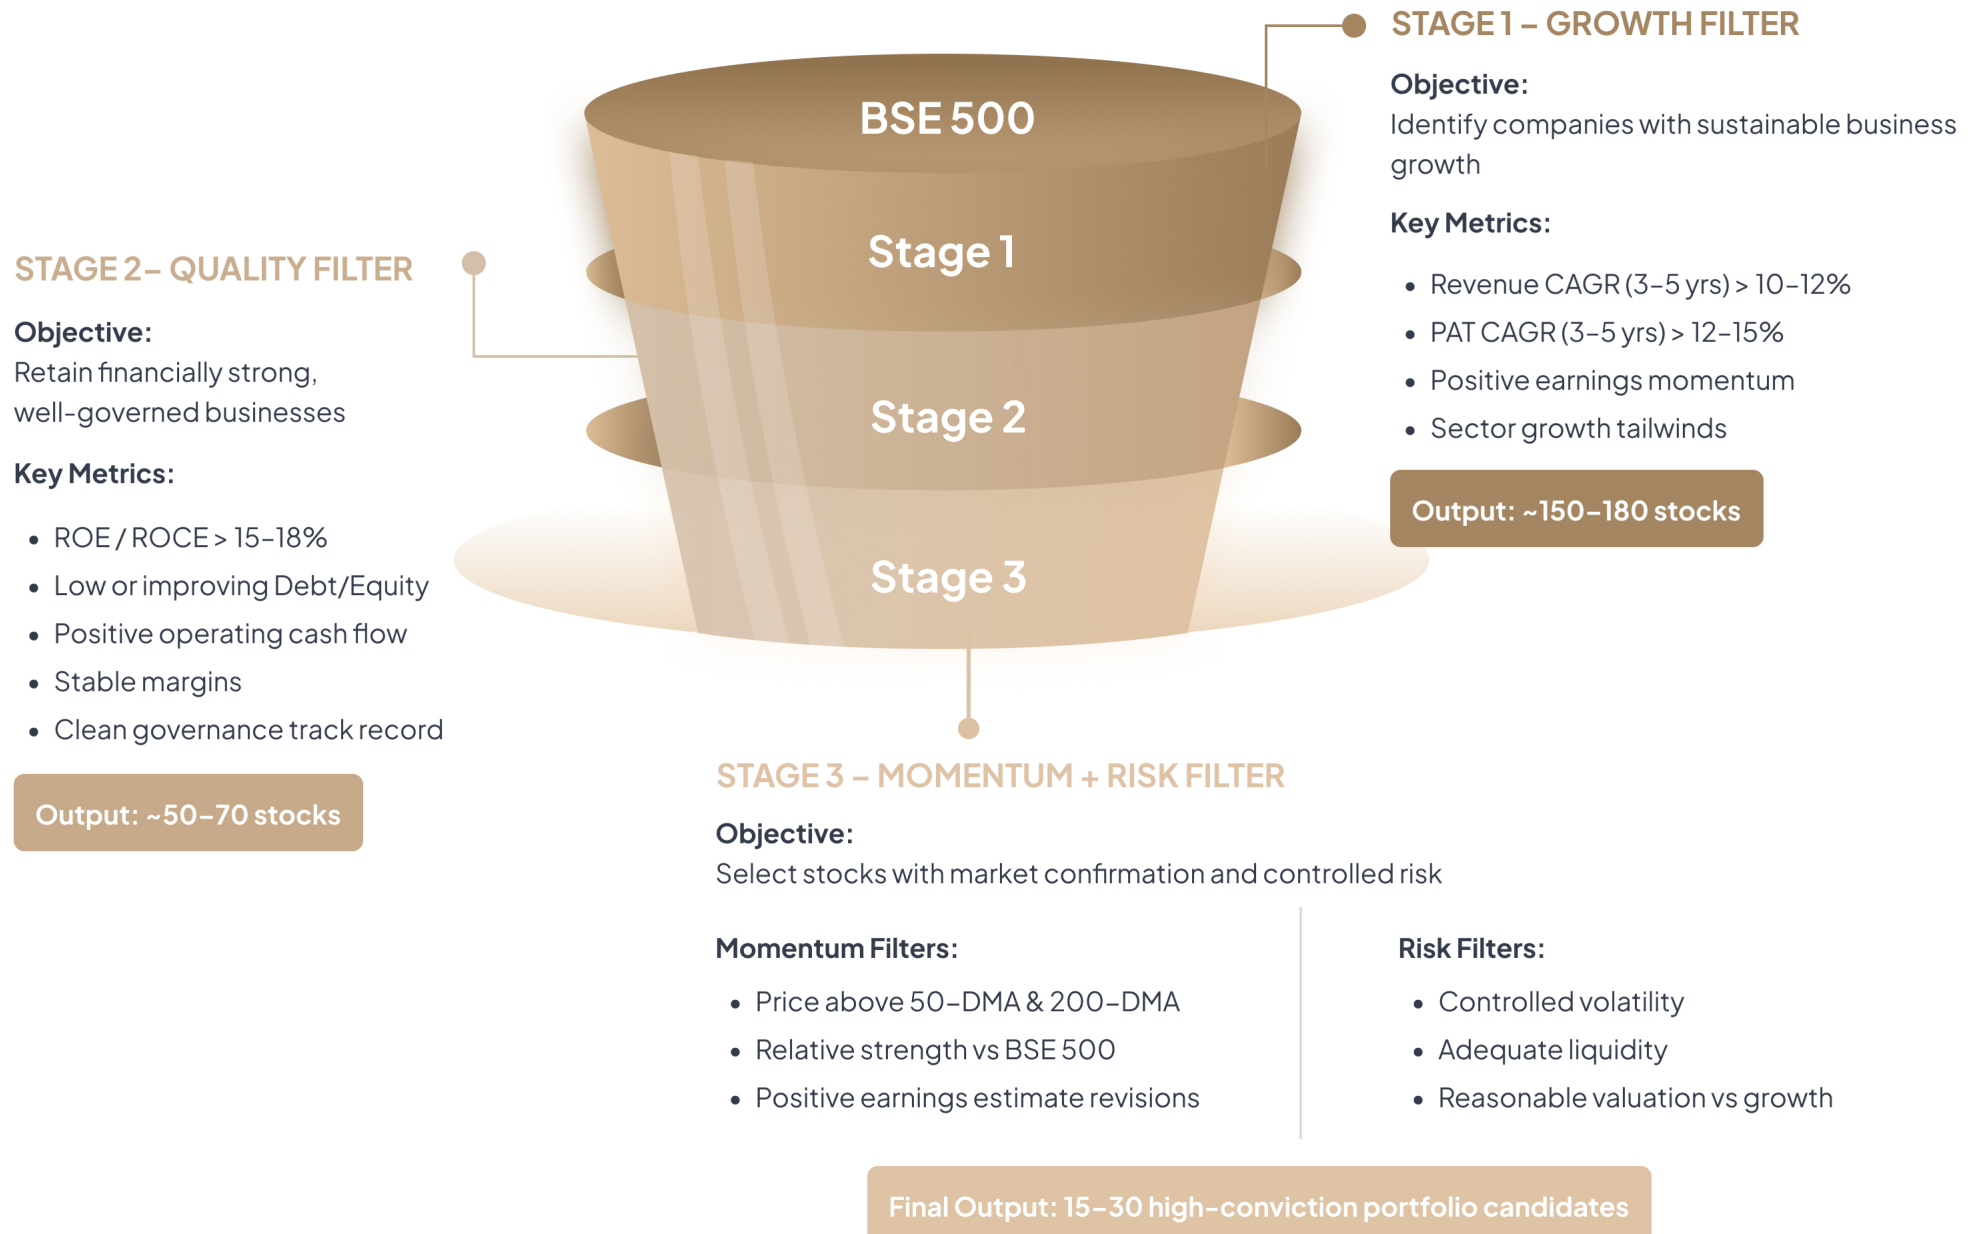 BSE 500
Stage 1
Stage 2
Stage 3
STAGE 1 – GROWTH FILTER
Objective:
Identify companies with sustainable business
growth
Key Metrics:
• Revenue CAGR (3–5 yrs) > 10–12%
• PAT CAGR (3–5 yrs) > 12–15%
• Positive earnings momentum
• Sector growth tailwinds
Output: ~150–180 stocks
STAGE 2– QUALITY FILTER
Objective:
Retain financially strong,
well-governed businesses
Key Metrics:
• ROE / ROCE > 15–18%
• Low or improving Debt/Equity
• Positive operating cash flow
• Stable margins
• Clean governance track record
Output: ~50–70 stocks
STAGE 3 – MOMENTUM + RISK FILTER
Objective:
Select stocks with market confirmation and controlled risk
Momentum Filters:
• Price above 50–DMA & 200–DMA
• Relative strength vs BSE 500
• Positive earnings estimate revisions
Risk Filters:
• Controlled volatility
• Adequate liquidity
• Reasonable valuation vs growth
Final Output: 15–30 high-conviction portfolio candidates